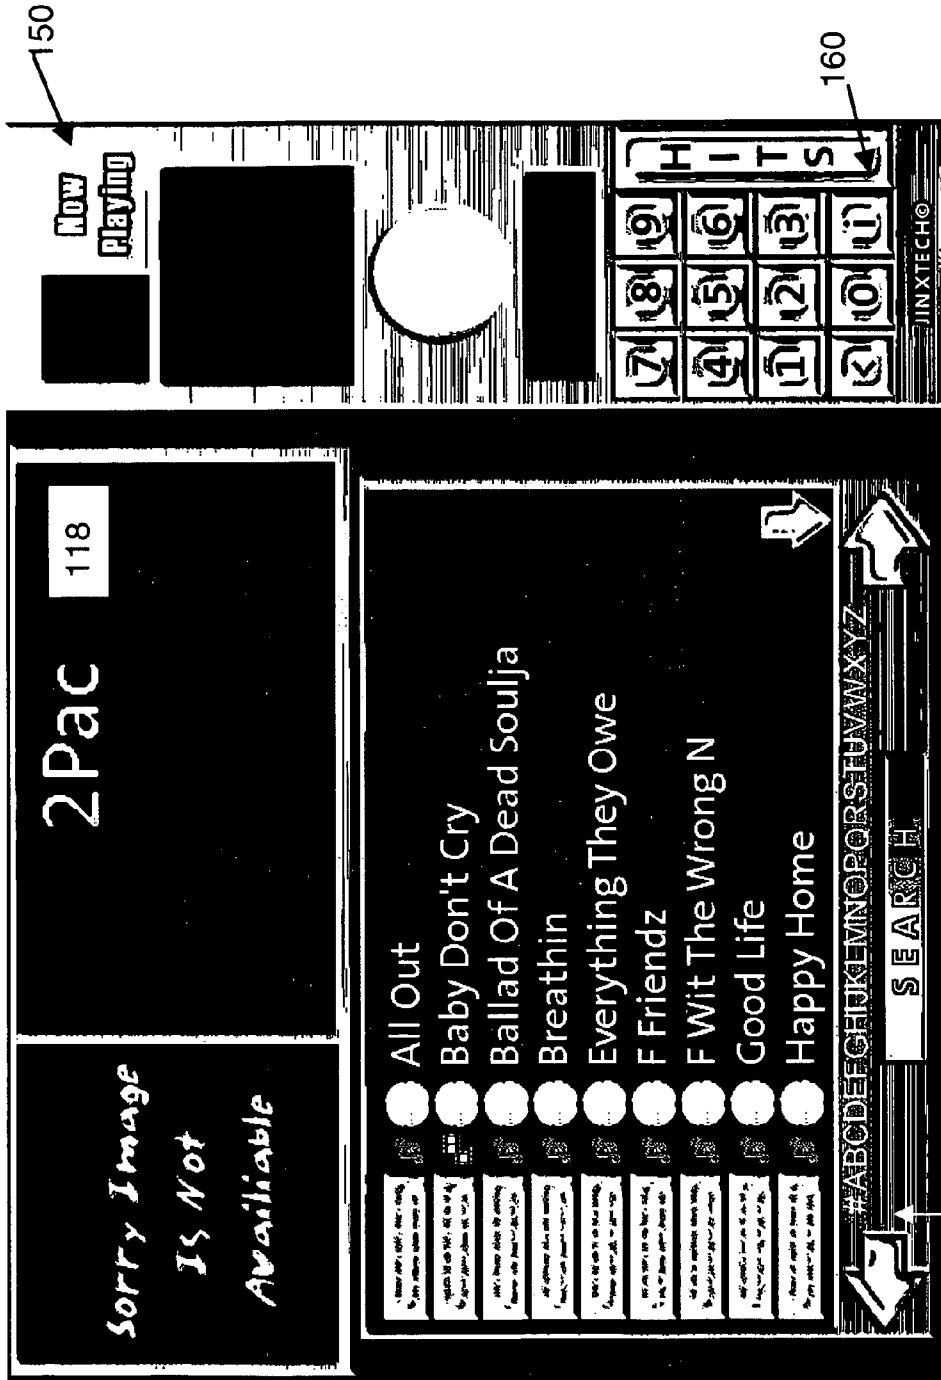 150
Now
Playing
Sorry Image
Is Not
Availiable
2Pac
118
All Out
Baby Don't Cry
Ballad Of A Dead Soulja
Breathin
Everything They Owe
F Friendz
F Wit The Wrong N
Good Life
Happy Home
7 8 9
4 5 6
1 2 3
< 0 i
HITS
160
#ABCDEFGHIJKLMNOPQRSTUVWXYZ
SEARCH
JINXTECH©